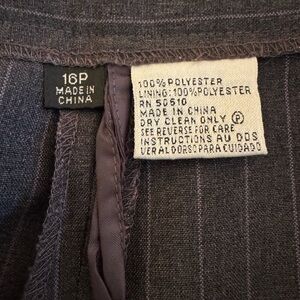 16P
MADE IN
CHINA
100% POLYESTER
LINING: 100% POLYESTER
RN 50610
MADE IN CHINA
DRY CLEAN ONLY P
SEE REVERSE FOR CARE
INSTRUCTIONS AU DOS
VER AL DORSO PARA CUIDADO